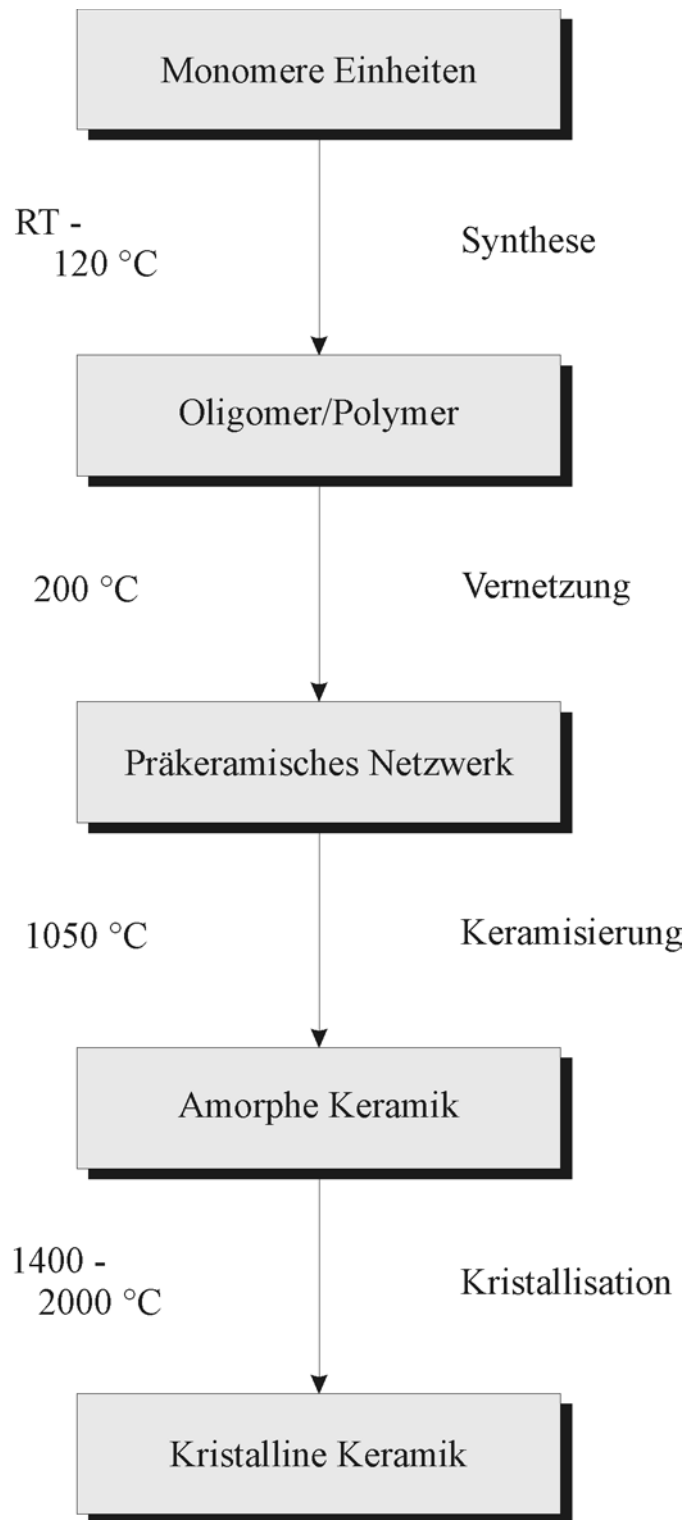 Monomere Einheiten
RT -
120 °C
Synthese
Oligomer/Polymer
200 °C
Vernetzung
Präkeramisches Netzwerk
1050 °C
Keramisierung
Amorphe Keramik
1400 -
2000 °C
Kristallisation
Kristalline Keramik